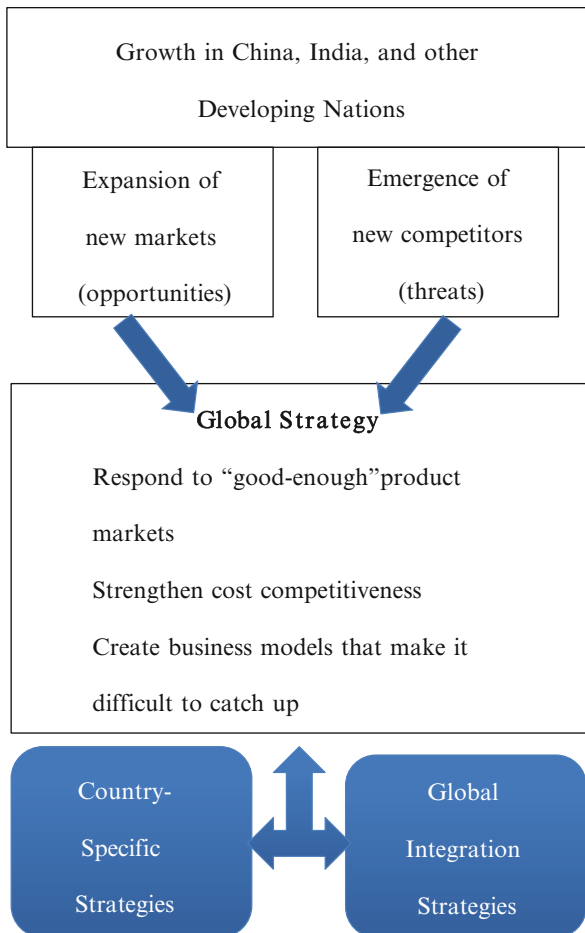 Growth in China, India, and other
Developing Nations
Expansion of
new markets
(opportunities)
Emergence of
new competitors
(threats)
Global Strategy
Respond to “good-enough”product
markets
Strengthen cost competitiveness
Create business models that make it
difficult to catch up
Country-
Specific
Strategies
Global
Integration
Strategies